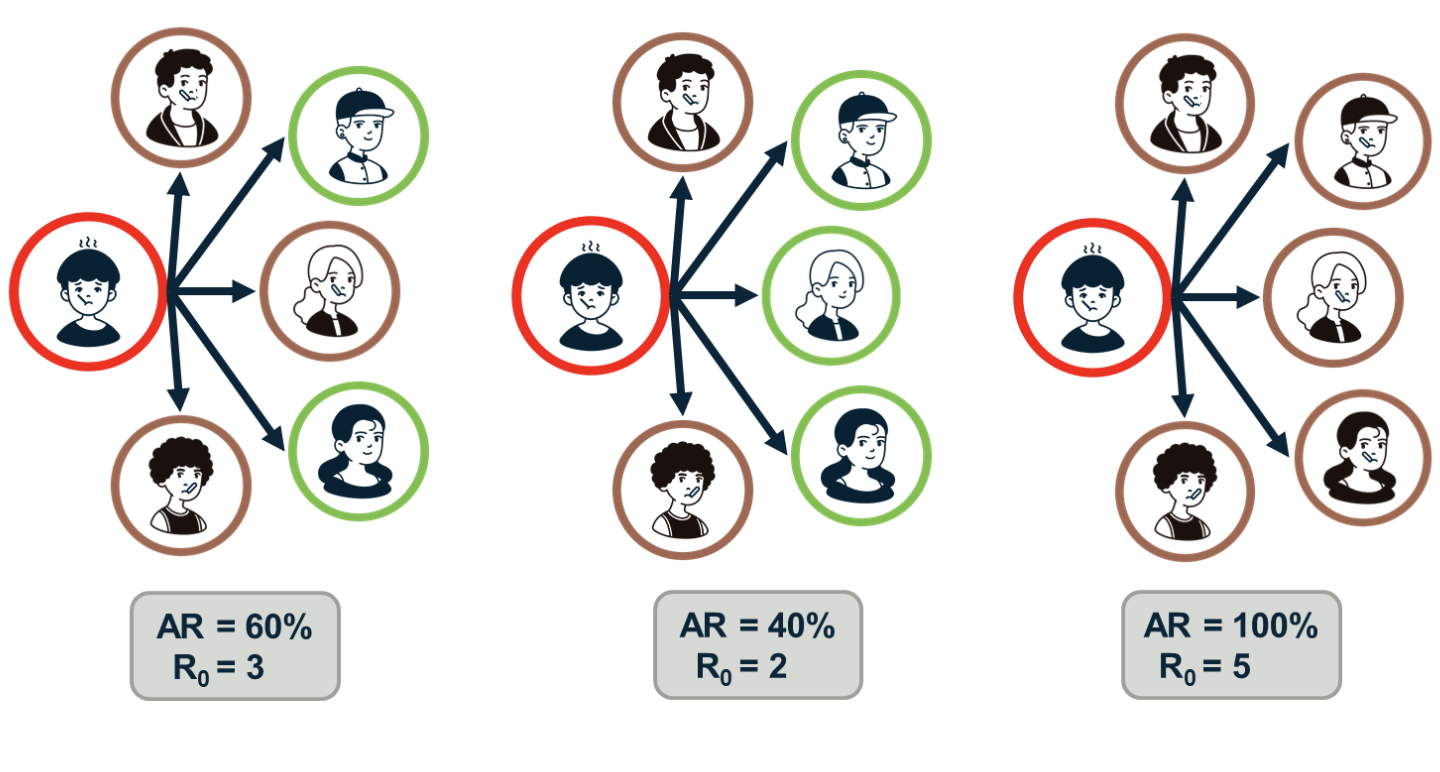 AR = 60%
R₀ = 3
AR = 40%
R₀ = 2
AR = 100%
R₀ = 5